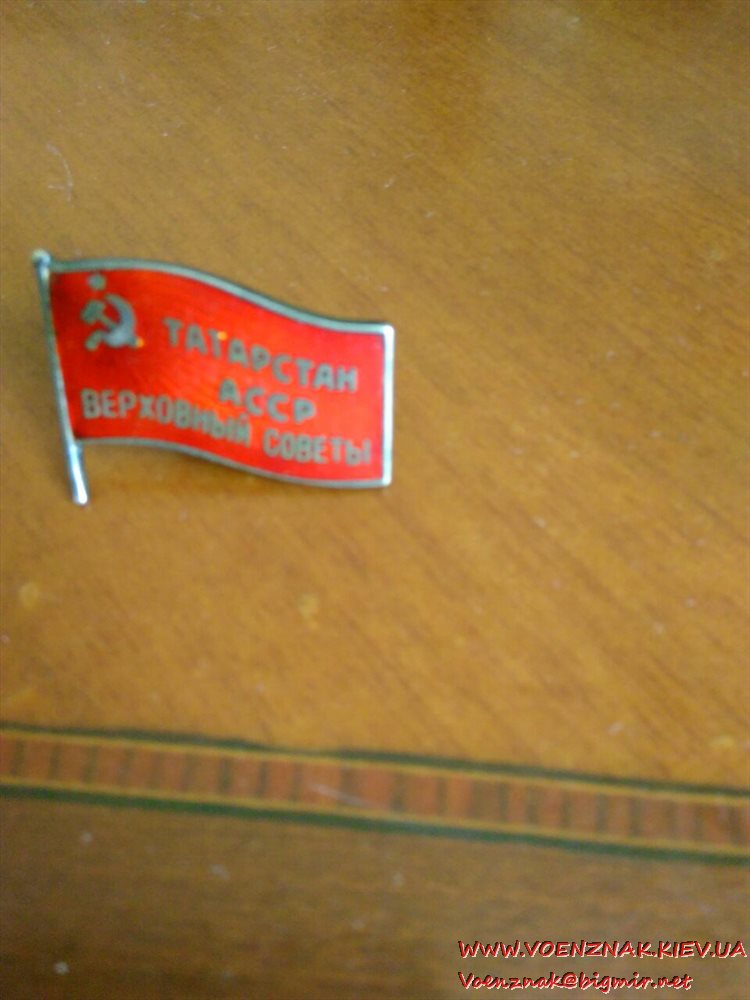 ТАТАРСТАН
АССР
ВЕРХОВНЫЙ СОВЕТЫ
WWW.VOENZNAK.KIEV.UA
Voenznak@bigmir.net